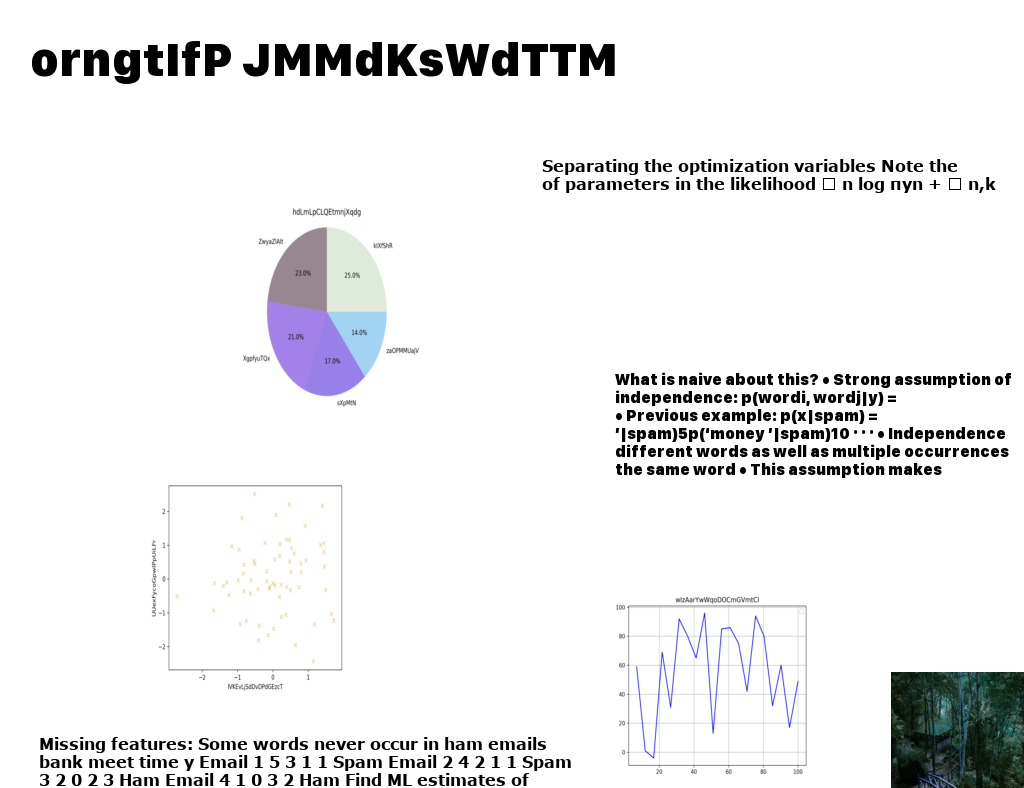 orngtIfP JMMdKsWdTTM
Separating the optimization variables Note the
of parameters in the likelihood □ n log πyn + □ n,k
hdLmLpCLQEtmnjXqdg
25.0%
23.0%
21.0%
17.0%
14.0%
zaOPMMUajV
XgpfyuTQx
sXpMtN
What is naive about this? • Strong assumption of
independence: p(wordi, wordj|y) =
• Previous example: p(x|spam) =
’|spam)5p(‘money ’|spam)10 · · · • Independence
different words as well as multiple occurrences
the same word • This assumption makes
2
1
0
−1
−2
−2 −1 0 1
wizAarYwWqoDOCmGVmtCl
100
80
60
40
20
0
20 40 60 80 100
Missing features: Some words never occur in ham emails
bank meet time y Email 1 5 3 1 1 Spam Email 2 4 2 1 1 Spam
3 2 0 2 3 Ham Email 4 1 0 3 2 Ham Find ML estimates of